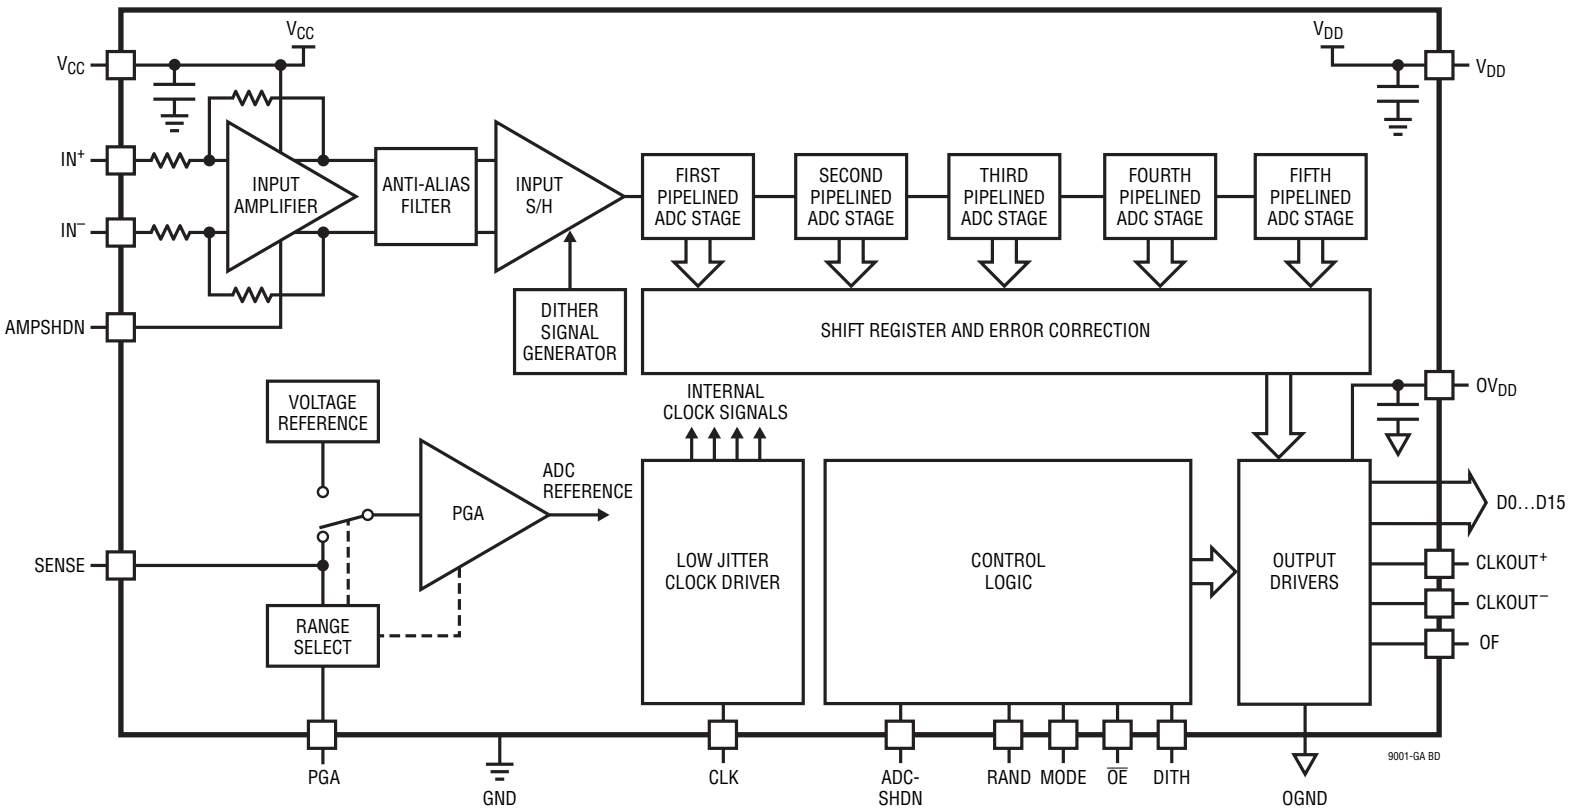 VCC
VCC
VDD
VDD
IN+
IN−
INPUT
AMPLIFIER
ANTI-ALIAS
FILTER
INPUT
S/H
FIRST
PIPELINED
ADC STAGE
SECOND
PIPELINED
ADC STAGE
THIRD
PIPELINED
ADC STAGE
FOURTH
PIPELINED
ADC STAGE
FIFTH
PIPELINED
ADC STAGE
AMPSHDN
DITHER
SIGNAL
GENERATOR
SHIFT REGISTER AND ERROR CORRECTION
VOLTAGE
REFERENCE
INTERNAL
CLOCK SIGNALS
OVDD
ADC
REFERENCE
PGA
D0...D15
SENSE
LOW JITTER
CLOCK DRIVER
CONTROL
LOGIC
OUTPUT
DRIVERS
CLKOUT+
CLKOUT−
OF
RANGE
SELECT
PGA
GND
CLK
ADC-
SHDN
RAND
MODE
O̅E̅
DITH
OGND
9001-GA BD